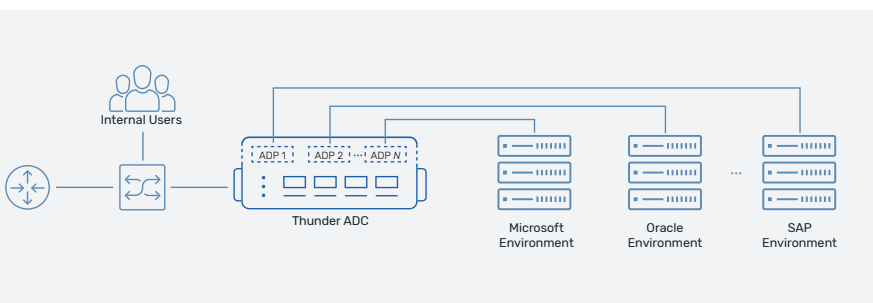 Internal Users
ADP 1
ADP 2
...
ADP N
Thunder ADC
Microsoft
Environment
Oracle
Environment
...
SAP
Environment